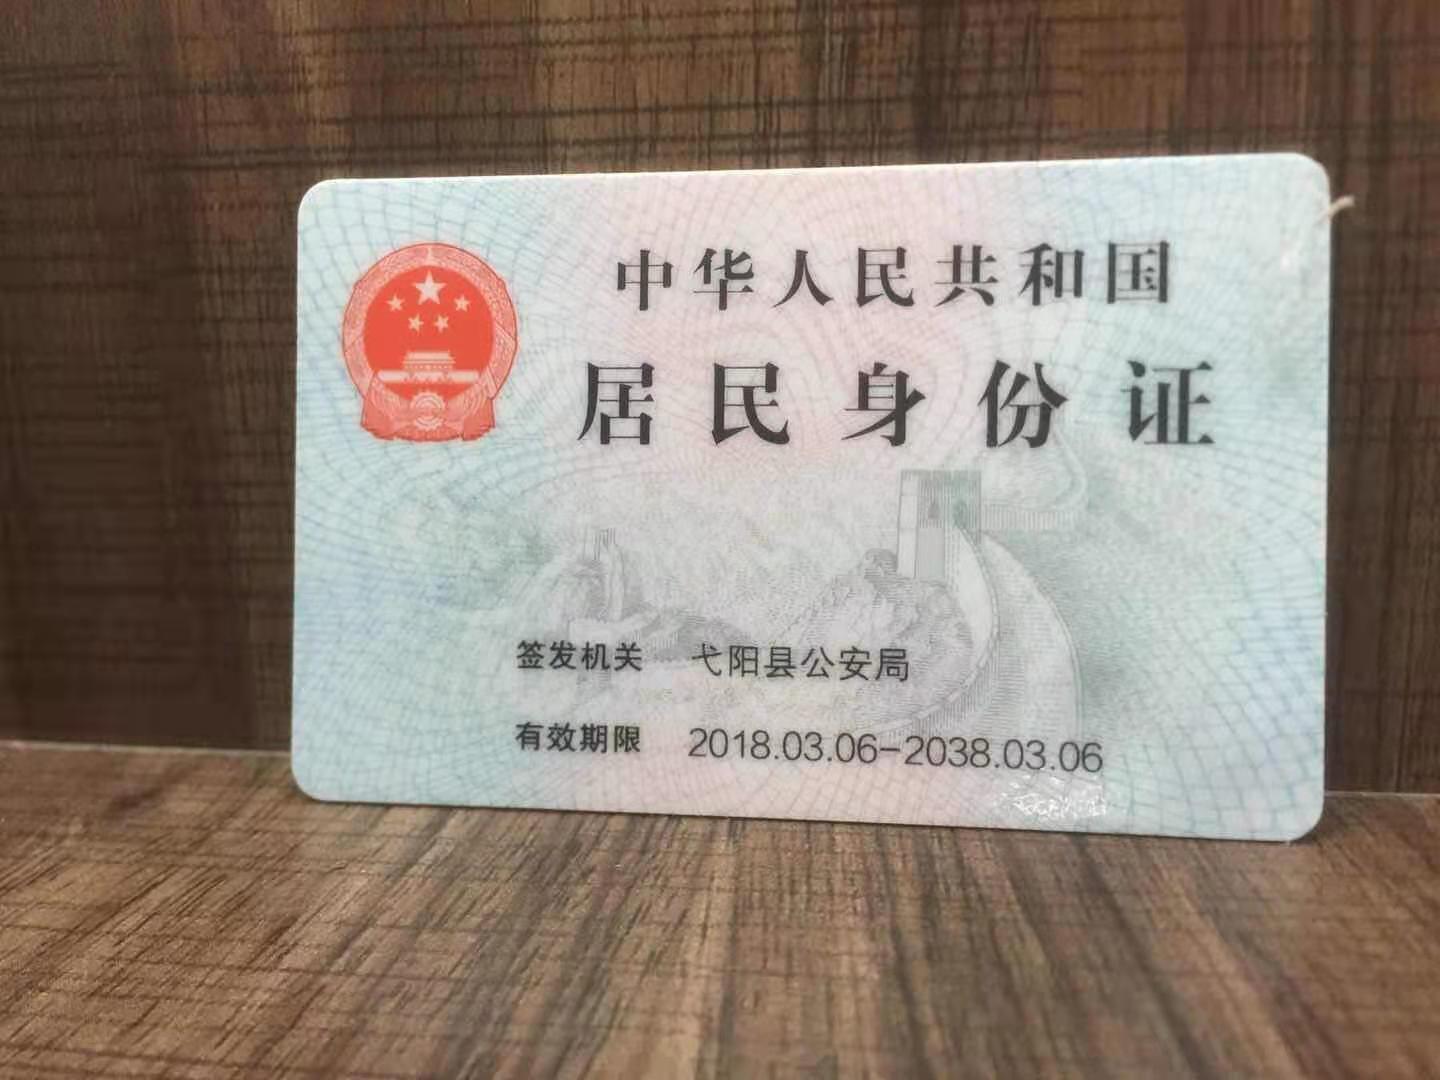 中华人民共和国
居民身份证
签发机关 弋阳县公安局
有效期限 2018.03.06-2038.03.06